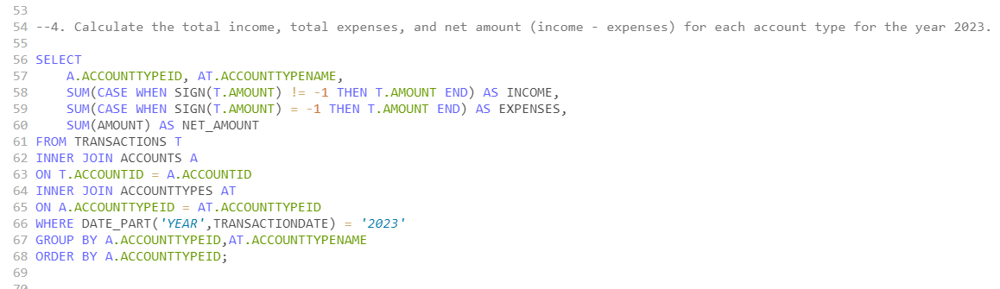 53
54 --4. Calculate the total income, total expenses, and net amount (income - expenses) for each account type for the year 2023.
55
56 SELECT
57     A.ACCOUNTTYPEID, AT.ACCOUNTTYPENAME,
58     SUM(CASE WHEN SIGN(T.AMOUNT) != -1 THEN T.AMOUNT END) AS INCOME,
59     SUM(CASE WHEN SIGN(T.AMOUNT) = -1 THEN T.AMOUNT END) AS EXPENSES,
60     SUM(AMOUNT) AS NET_AMOUNT
61 FROM TRANSACTIONS T
62 INNER JOIN ACCOUNTS A
63 ON T.ACCOUNTID = A.ACCOUNTID
64 INNER JOIN ACCOUNTTYPES AT
65 ON A.ACCOUNTTYPEID = AT.ACCOUNTTYPEID
66 WHERE DATE_PART('YEAR',TRANSACTIONDATE) = '2023'
67 GROUP BY A.ACCOUNTTYPEID,AT.ACCOUNTTYPENAME
68 ORDER BY A.ACCOUNTTYPEID;
69